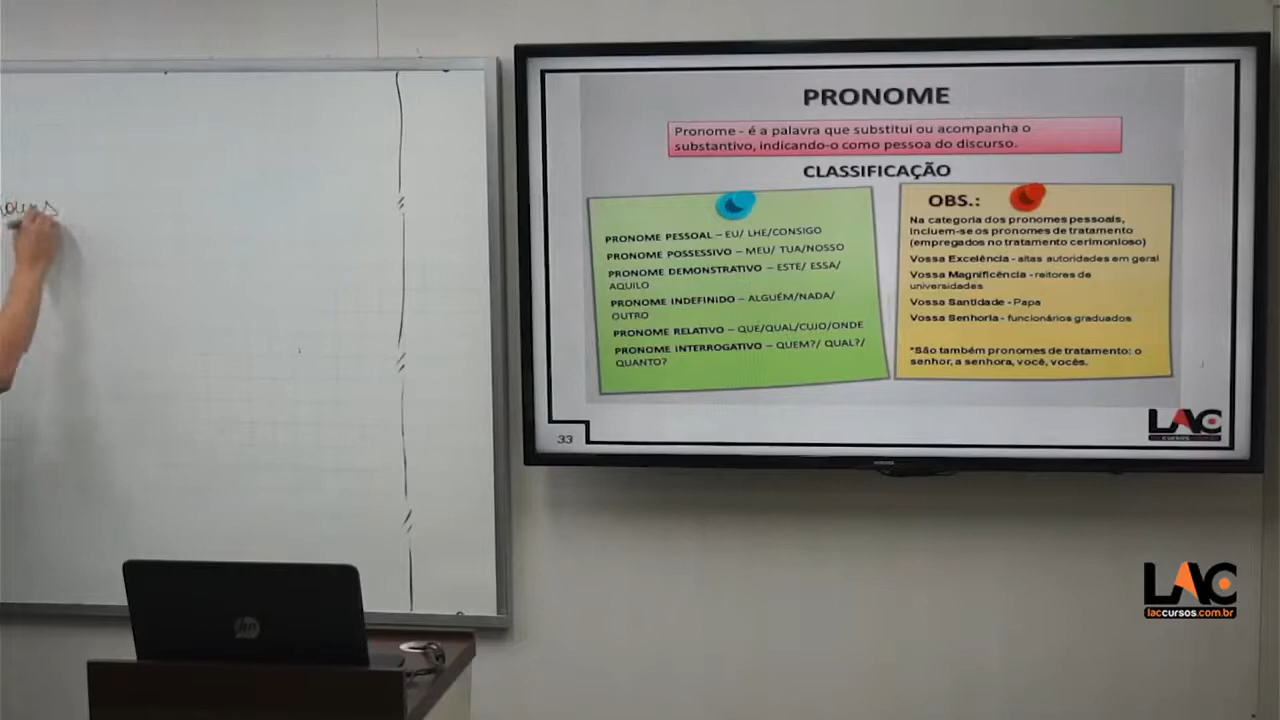 PRONOME
Pronome - é a palavra que substitui ou acompanha o
substantivo, indicando-o como pessoa do discurso.
CLASSIFICAÇÃO
PRONOME PESSOAL – EU/ LHE/CONSIGO
PRONOME POSSESSIVO – MEU/ TUA/NOSSO
PRONOME DEMONSTRATIVO – ESTE/ ESSA/
AQUILO
PRONOME INDEFINIDO – ALGUÉM/NADA/
OUTRO
PRONOME RELATIVO – QUE/QUAL/CUJO/ONDE
PRONOME INTERROGATIVO – QUEM?/ QUAL?/
QUANTO?
OBS.:
Na categoria dos pronomes pessoais,
incluem-se os pronomes de tratamento
(empregados no tratamento cerimonioso)
Vossa Excelência - altas autoridades em geral
Vossa Magnificência - reitores de
universidades
Vossa Santidade - Papa
Vossa Senhoria - funcionários graduados
*São também pronomes de tratamento: o
senhor, a senhora, você, vocês.
33
LAC
hp
LAC
laccursos.com.br